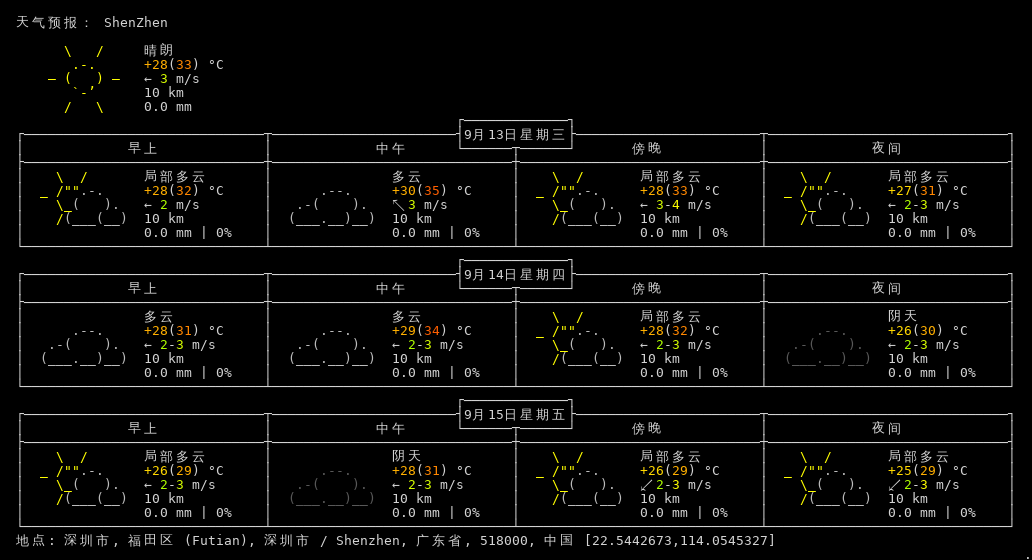 天气预报： ShenZhen
晴朗
+28(33) °C
← 3 m/s
10 km
0.0 mm
9月13日星期三
早上 中午 傍晚 夜间
局部多云 多云 局部多云 局部多云
+28(32) °C +30(35) °C +28(33) °C +27(31) °C
← 2 m/s ↖ 3 m/s ← 3-4 m/s ← 2-3 m/s
10 km 10 km 10 km 10 km
0.0 mm | 0% 0.0 mm | 0% 0.0 mm | 0% 0.0 mm | 0%
9月14日星期四
早上 中午 傍晚 夜间
多云 多云 局部多云 阴天
+28(31) °C +29(34) °C +28(32) °C +26(30) °C
← 2-3 m/s ← 2-3 m/s ← 2-3 m/s ← 2-3 m/s
10 km 10 km 10 km 10 km
0.0 mm | 0% 0.0 mm | 0% 0.0 mm | 0% 0.0 mm | 0%
9月15日星期五
早上 中午 傍晚 夜间
局部多云 阴天 局部多云 局部多云
+26(29) °C +28(31) °C +26(29) °C +25(29) °C
← 2-3 m/s ← 2-3 m/s ↙ 2-3 m/s ↙ 2-3 m/s
10 km 10 km 10 km 10 km
0.0 mm | 0% 0.0 mm | 0% 0.0 mm | 0% 0.0 mm | 0%
地点: 深圳市, 福田区 (Futian), 深圳市 / Shenzhen, 广东省, 518000, 中国 [22.5442673,114.0545327]